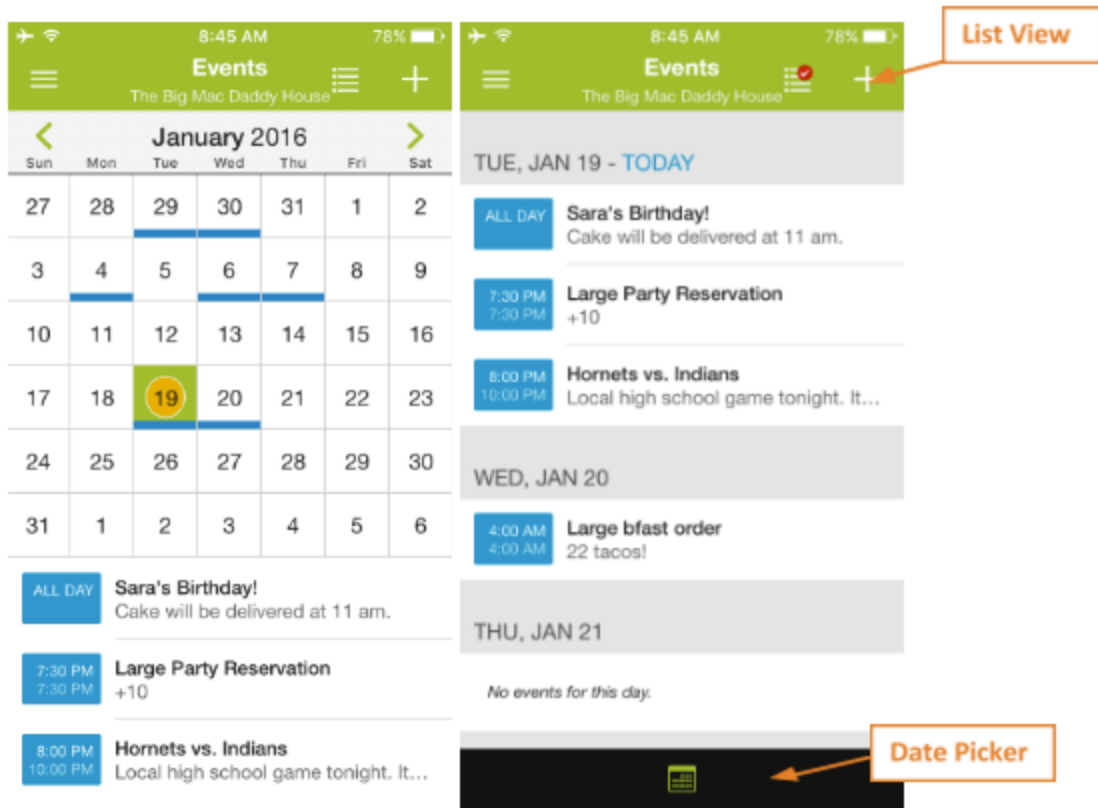 8:45 AM 78%
Events
The Big Mac Daddy House
January 2016
Sun Mon Tue Wed Thu Fri Sat
27 28 29 30 31 1 2
3 4 5 6 7 8 9
10 11 12 13 14 15 16
17 18 19 20 21 22 23
24 25 26 27 28 29 30
31 1 2 3 4 5 6
ALL DAY Sara's Birthday!
Cake will be delivered at 11 am.
7:30 PM Large Party Reservation
7:30 PM +10
8:00 PM Hornets vs. Indians
10:00 PM Local high school game tonight. It...
8:45 AM 78%
Events
The Big Mac Daddy House
List View
TUE, JAN 19 - TODAY
ALL DAY Sara's Birthday!
Cake will be delivered at 11 am.
7:30 PM Large Party Reservation
7:30 PM +10
8:00 PM Hornets vs. Indians
10:00 PM Local high school game tonight. It...
WED, JAN 20
4:00 AM Large bfast order
4:00 AM 22 tacos!
THU, JAN 21
No events for this day.
Date Picker